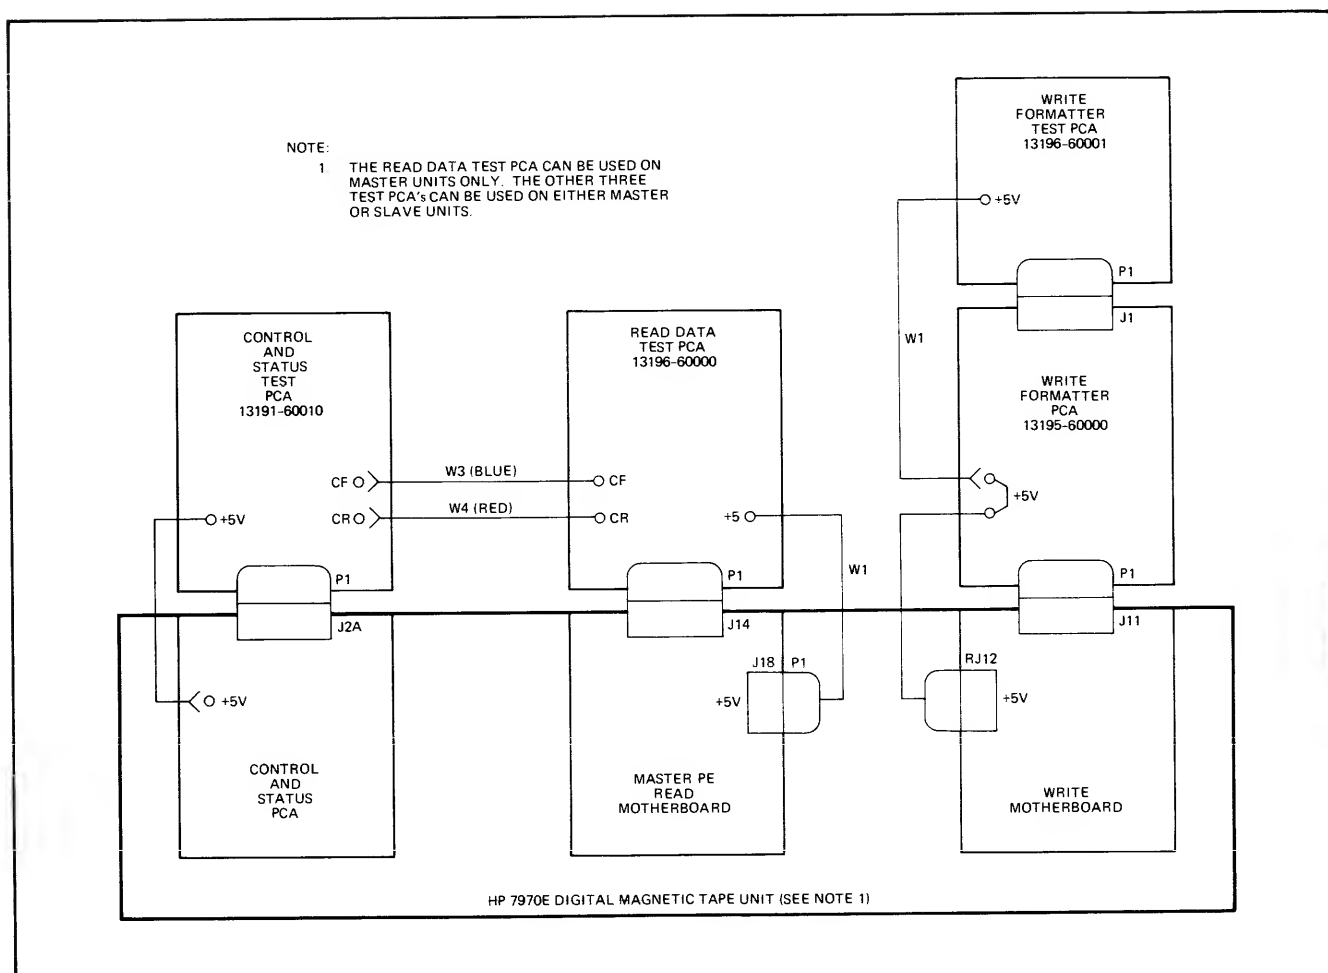 NOTE:
1. THE READ DATA TEST PCA CAN BE USED ON
MASTER UNITS ONLY. THE OTHER THREE
TEST PCA's CAN BE USED ON EITHER MASTER
OR SLAVE UNITS.
WRITE
FORMATTER
TEST PCA
13196-60001
+5V
P1
J1
W1
WRITE
FORMATTER
PCA
13195-60000
+5V
P1
J11
CONTROL
AND
STATUS
TEST
PCA
13191-60010
CF
CR
+5V
P1
J2A
W3 (BLUE)
W4 (RED)
READ DATA
TEST PCA
13196-60000
CF
CR
+5
P1
J14
W1
+5V
CONTROL
AND
STATUS
PCA
J18 P1
+5V
MASTER PE
READ
MOTHERBOARD
RJ12
+5V
WRITE
MOTHERBOARD
HP 7970E DIGITAL MAGNETIC TAPE UNIT (SEE NOTE 1)